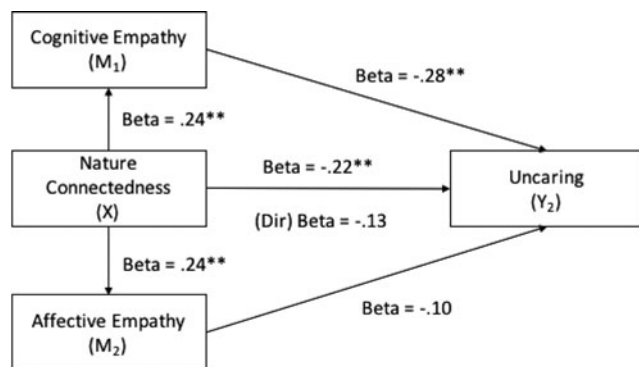 Cognitive Empathy
(M₁)
Beta = -.28**
Beta = .24**
Nature
Connectedness
(X)
Beta = -.22**
(Dir) Beta = -.13
Uncaring
(Y₂)
Beta = .24**
Affective Empathy
(M₂)
Beta = -.10